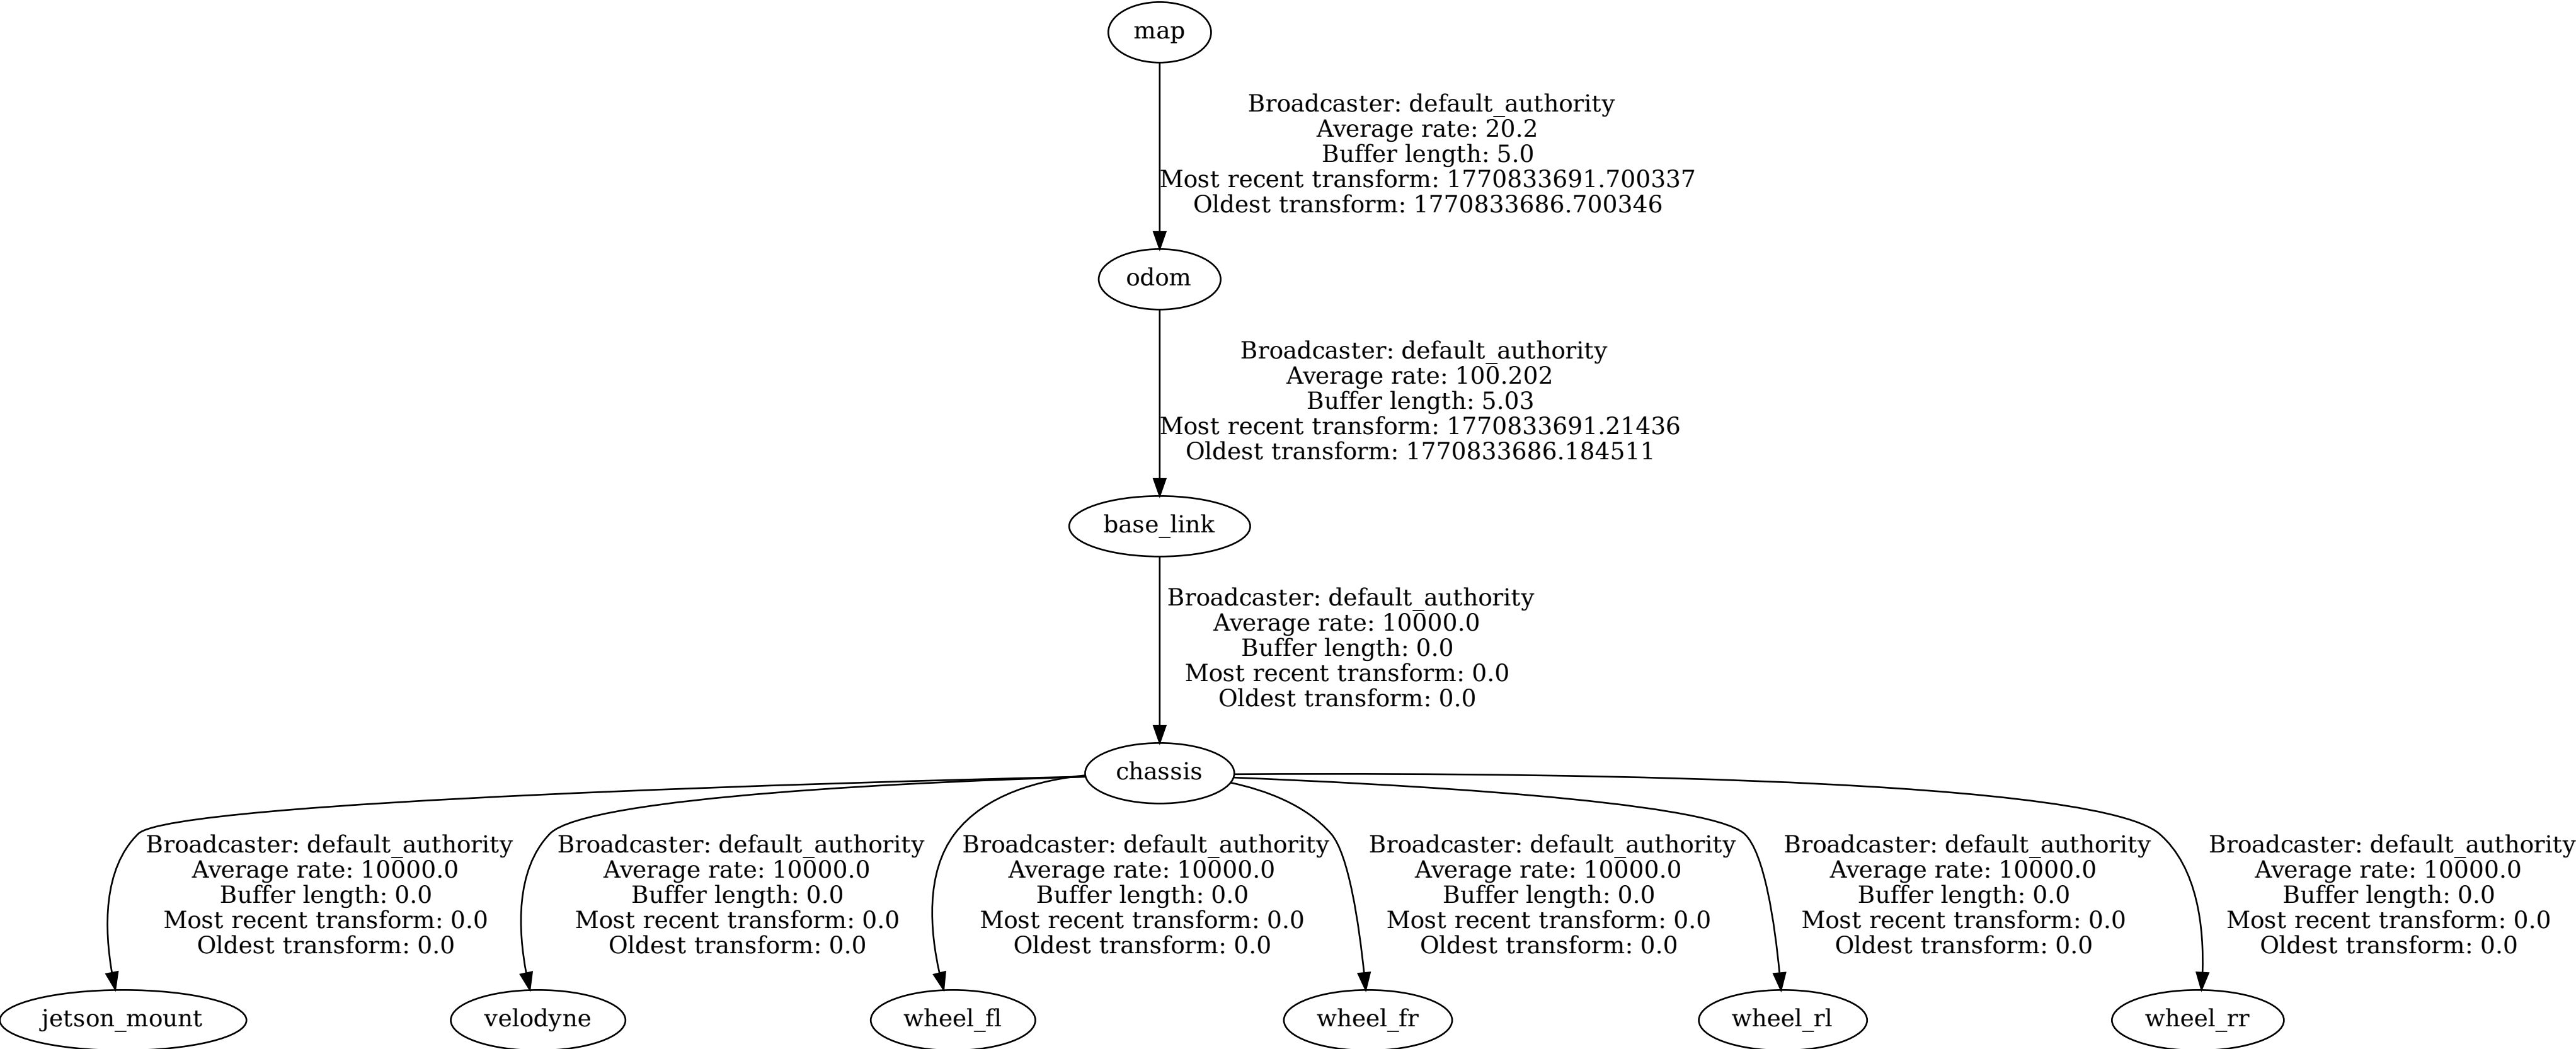 map
Broadcaster: default_authority
Average rate: 20.2
Buffer length: 5.0
Most recent transform: 1770833691.700337
Oldest transform: 1770833686.700346
odom
Broadcaster: default_authority
Average rate: 100.202
Buffer length: 5.03
Most recent transform: 1770833691.21436
Oldest transform: 1770833686.184511
base_link
Broadcaster: default_authority
Average rate: 10000.0
Buffer length: 0.0
Most recent transform: 0.0
Oldest transform: 0.0
chassis
Broadcaster: default_authority
Average rate: 10000.0
Buffer length: 0.0
Most recent transform: 0.0
Oldest transform: 0.0
Broadcaster: default_authority
Average rate: 10000.0
Buffer length: 0.0
Most recent transform: 0.0
Oldest transform: 0.0
Broadcaster: default_authority
Average rate: 10000.0
Buffer length: 0.0
Most recent transform: 0.0
Oldest transform: 0.0
Broadcaster: default_authority
Average rate: 10000.0
Buffer length: 0.0
Most recent transform: 0.0
Oldest transform: 0.0
Broadcaster: default_authority
Average rate: 10000.0
Buffer length: 0.0
Most recent transform: 0.0
Oldest transform: 0.0
Broadcaster: default_authority
Average rate: 10000.0
Buffer length: 0.0
Most recent transform: 0.0
Oldest transform: 0.0
jetson_mount
velodyne
wheel_fl
wheel_fr
wheel_rl
wheel_rr